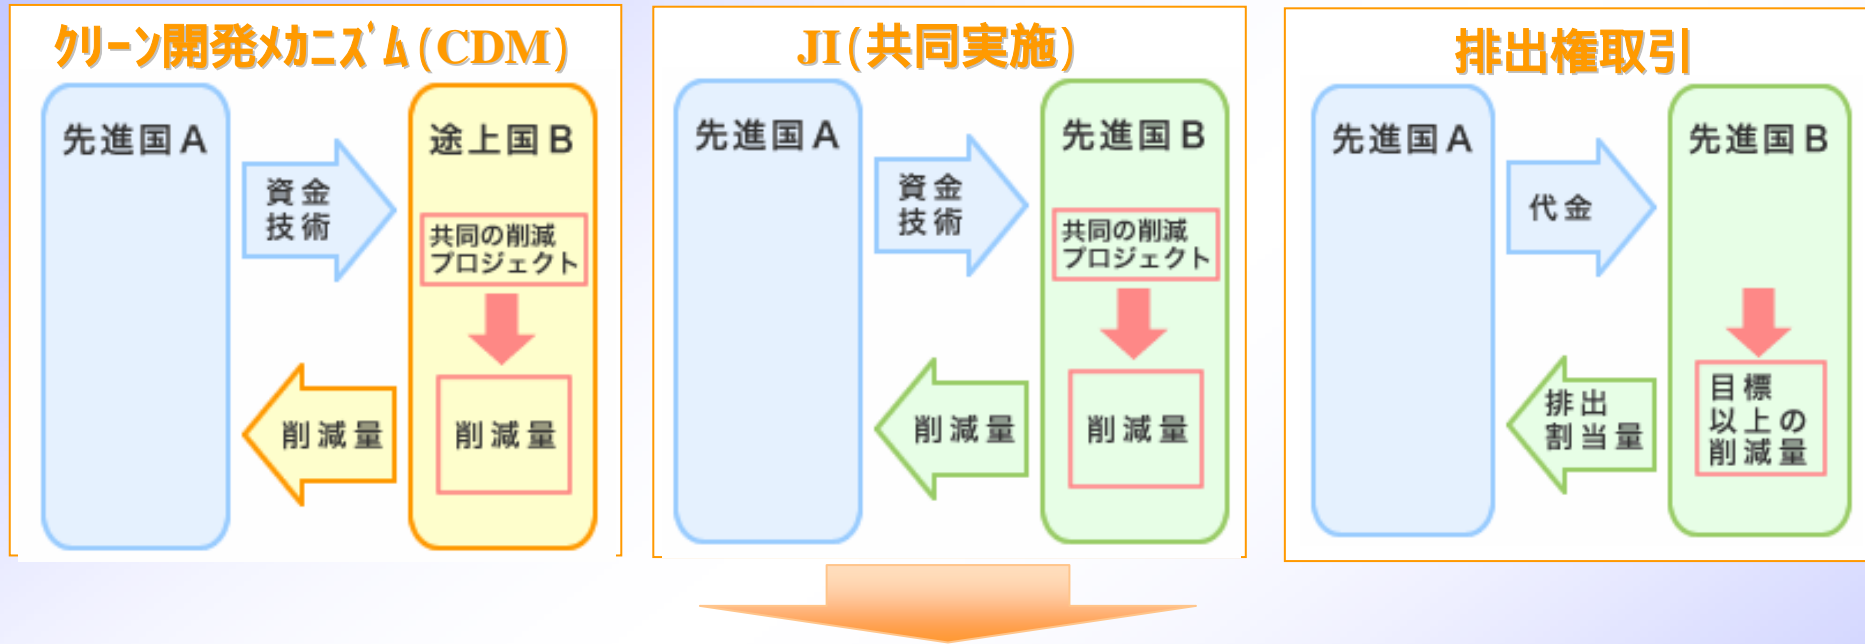 ｸﾘｰﾝ開発ﾒｶﾆｽﾞﾑ(CDM)
先進国A
途上国B
資金
技術
共同の削減
プロジェクト
削減量
削減量
JI(共同実施)
先進国A
先進国B
資金
技術
共同の削減
プロジェクト
削減量
削減量
排出権取引
先進国A
先進国B
代金
排出
割当量
目標
以上の
削減量